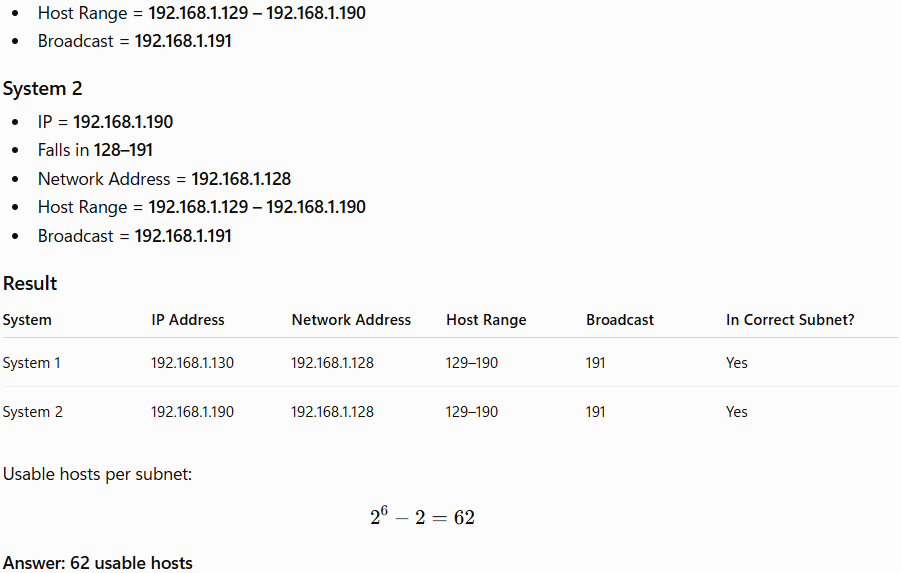 Host Range = 192.168.1.129 – 192.168.1.190
Broadcast = 192.168.1.191
System 2
IP = 192.168.1.190
Falls in 128–191
Network Address = 192.168.1.128
Host Range = 192.168.1.129 – 192.168.1.190
Broadcast = 192.168.1.191
Result
System IP Address Network Address Host Range Broadcast In Correct Subnet?
System 1 192.168.1.130 192.168.1.128 129–190 191 Yes
System 2 192.168.1.190 192.168.1.128 129–190 191 Yes
Usable hosts per subnet:
2⁶ − 2 = 62
Answer: 62 usable hosts